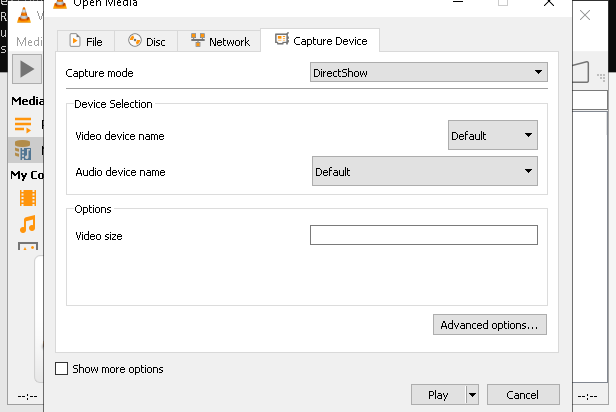 Open Media
V
Medi
File
Disc
Network
Capture Device
Capture mode
DirectShow
Device Selection
Video device name
Default
Audio device name
Default
Options
Video size
Advanced options...
Show more options
Play
Cancel
Media
My Co
--:--
--:--